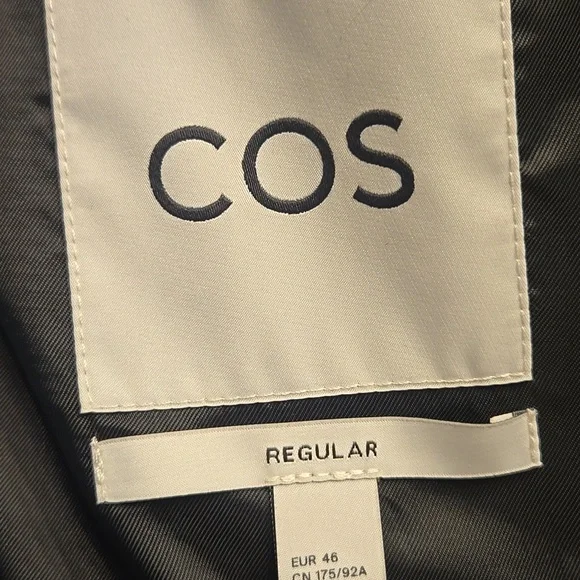 COS
REGULAR
EUR 46
CN 175/92A